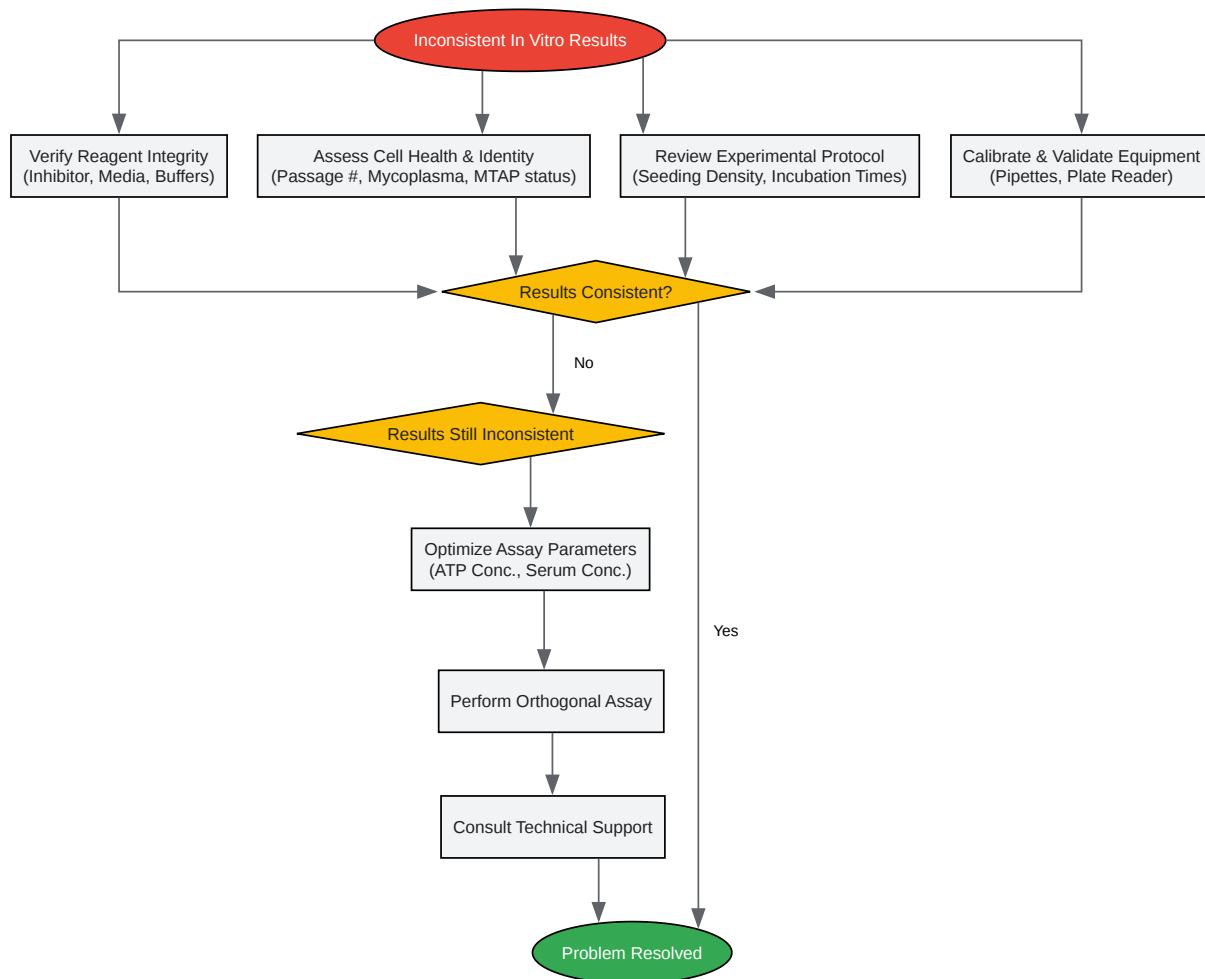 Inconsistent In Vitro Results
Verify Reagent Integrity
(Inhibitor, Media, Buffers)
Assess Cell Health & Identity
(Passage #, Mycoplasma, MTAP status)
Review Experimental Protocol
(Seeding Density, Incubation Times)
Calibrate & Validate Equipment
(Pipettes, Plate Reader)
Results Consistent?
No
Results Still Inconsistent
Optimize Assay Parameters
(ATP Conc., Serum Conc.)
Yes
Perform Orthogonal Assay
Consult Technical Support
Problem Resolved